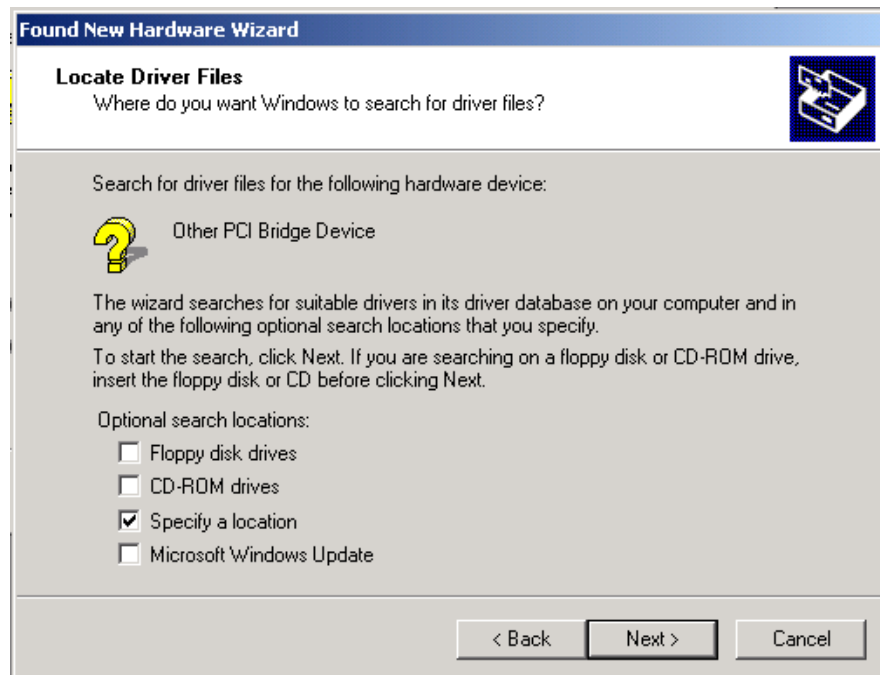 Found New Hardware Wizard
Locate Driver Files
Where do you want Windows to search for driver files?
Search for driver files for the following hardware device:
Other PCI Bridge Device
The wizard searches for suitable drivers in its driver database on your computer and in
any of the following optional search locations that you specify.
To start the search, click Next. If you are searching on a floppy disk or CD-ROM drive,
insert the floppy disk or CD before clicking Next.
Optional search locations:
Floppy disk drives
CD-ROM drives
Specify a location
Microsoft Windows Update
< Back Next > Cancel